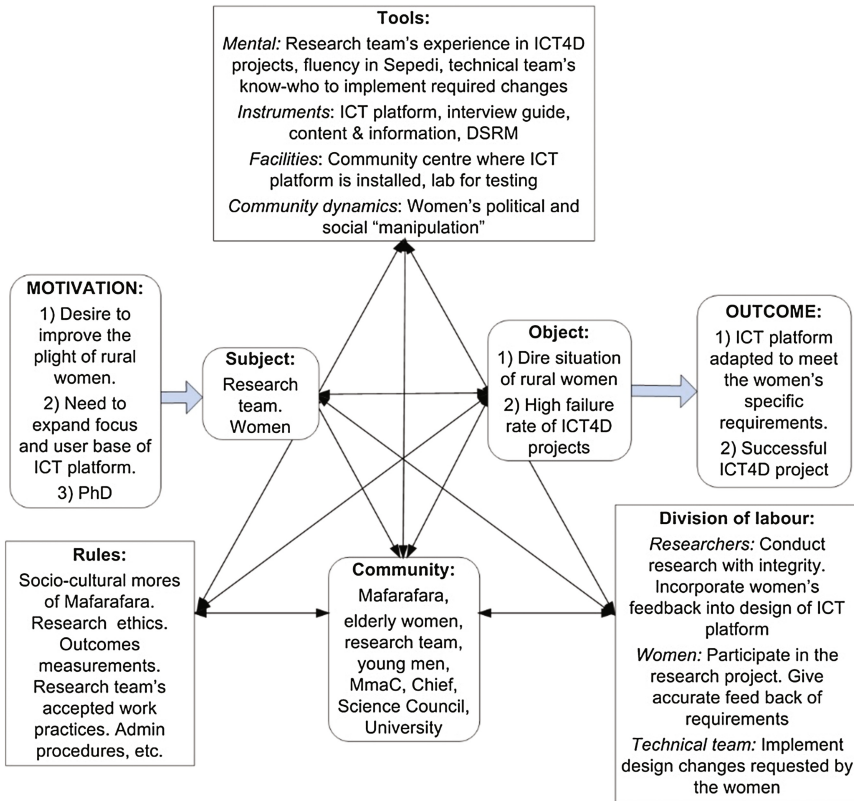 Tools:
Mental: Research team's experience in ICT4D
projects, fluency in Sepedi, technical team's
know-who to implement required changes
Instruments: ICT platform, interview guide,
content & information, DSRM
Facilities: Community centre where ICT
platform is installed, lab for testing
Community dynamics: Women's political and
social "manipulation"
MOTIVATION:
1) Desire to
improve the
plight of rural
women.
2) Need to
expand focus
and user base of
ICT platform.
3) PhD
Subject:
Research
team.
Women
Object:
1) Dire situation
of rural women
2) High failure
rate of ICT4D
projects
OUTCOME:
1) ICT platform
adapted to meet
the women's
specific
requirements.
2) Successful
ICT4D project
Rules:
Socio-cultural mores
of Mafarafara.
Research ethics.
Outcomes
measurements.
Research team's
accepted work
practices. Admin
procedures, etc.
Community:
Mafarafara,
elderly women,
research team,
young men,
MmaC, Chief,
Science Council,
University
Division of labour:
Researchers: Conduct
research with integrity.
Incorporate women's
feedback into design of ICT
platform
Women: Participate in the
research project. Give
accurate feed back of
requirements
Technical team: Implement
design changes requested by
the women